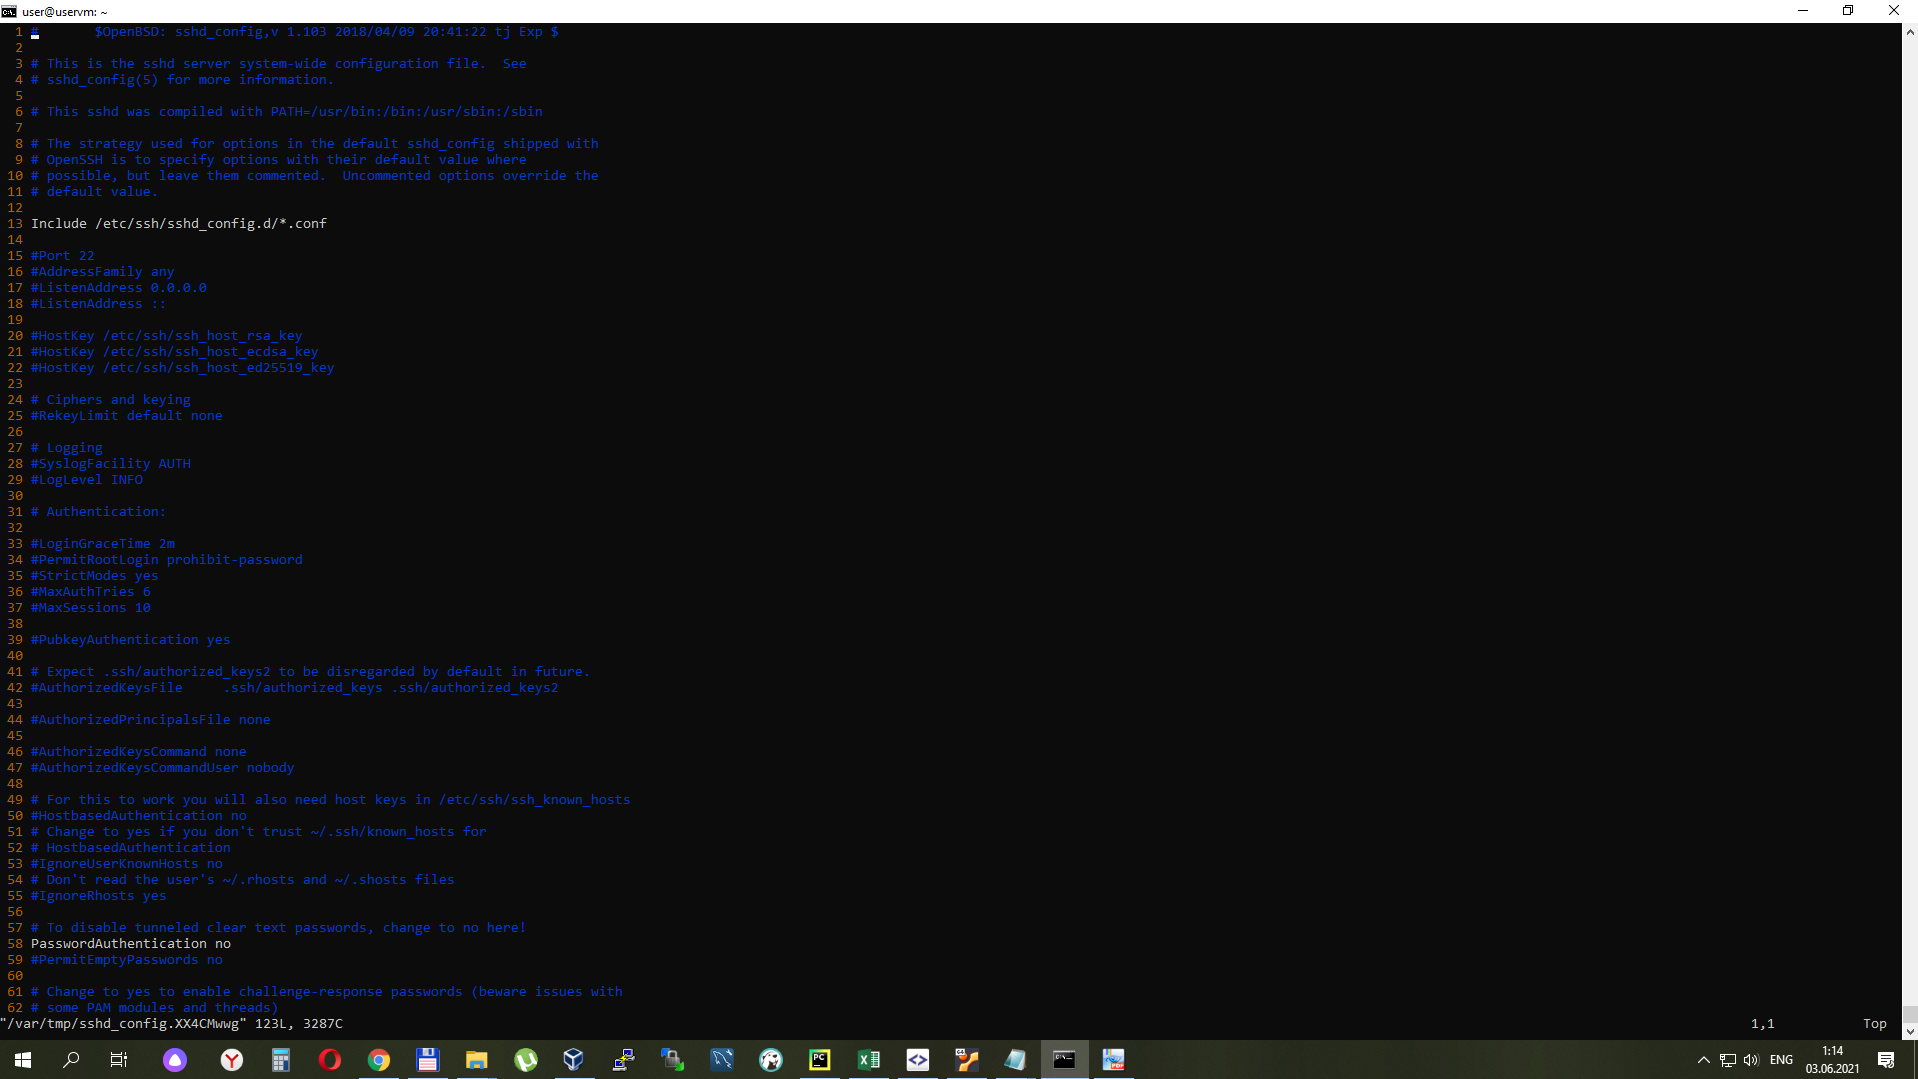 user@uservm: ~
1 #       $OpenBSD: sshd_config,v 1.103 2018/04/09 20:41:22 tj Exp $
2
3 # This is the sshd server system-wide configuration file.  See
4 # sshd_config(5) for more information.
5
6 # This sshd was compiled with PATH=/usr/bin:/bin:/usr/sbin:/sbin
7
8 # The strategy used for options in the default sshd_config shipped with
9 # OpenSSH is to specify options with their default value where
10 # possible, but leave them commented.  Uncommented options override the
11 # default value.
12
13 Include /etc/ssh/sshd_config.d/*.conf
14
15 #Port 22
16 #AddressFamily any
17 #ListenAddress 0.0.0.0
18 #ListenAddress ::
19
20 #HostKey /etc/ssh/ssh_host_rsa_key
21 #HostKey /etc/ssh/ssh_host_ecdsa_key
22 #HostKey /etc/ssh/ssh_host_ed25519_key
23
24 # Ciphers and keying
25 #RekeyLimit default none
26
27 # Logging
28 #SyslogFacility AUTH
29 #LogLevel INFO
30
31 # Authentication:
32
33 #LoginGraceTime 2m
34 #PermitRootLogin prohibit-password
35 #StrictModes yes
36 #MaxAuthTries 6
37 #MaxSessions 10
38
39 #PubkeyAuthentication yes
40
41 # Expect .ssh/authorized_keys2 to be disregarded by default in future.
42 #AuthorizedKeysFile     .ssh/authorized_keys .ssh/authorized_keys2
43
44 #AuthorizedPrincipalsFile none
45
46 #AuthorizedKeysCommand none
47 #AuthorizedKeysCommandUser nobody
48
49 # For this to work you will also need host keys in /etc/ssh/ssh_known_hosts
50 #HostbasedAuthentication no
51 # Change to yes if you don't trust ~/.ssh/known_hosts for
52 # HostbasedAuthentication
53 #IgnoreUserKnownHosts no
54 # Don't read the user's ~/.rhosts and ~/.shosts files
55 #IgnoreRhosts yes
56
57 # To disable tunneled clear text passwords, change to no here!
58 PasswordAuthentication no
59 #PermitEmptyPasswords no
60
61 # Change to yes to enable challenge-response passwords (beware issues with
62 # some PAM modules and threads)
"/var/tmp/sshd_config.XX4CMwwg" 123L, 3287C 1,1 Top
ENG 1:14
03.06.2021